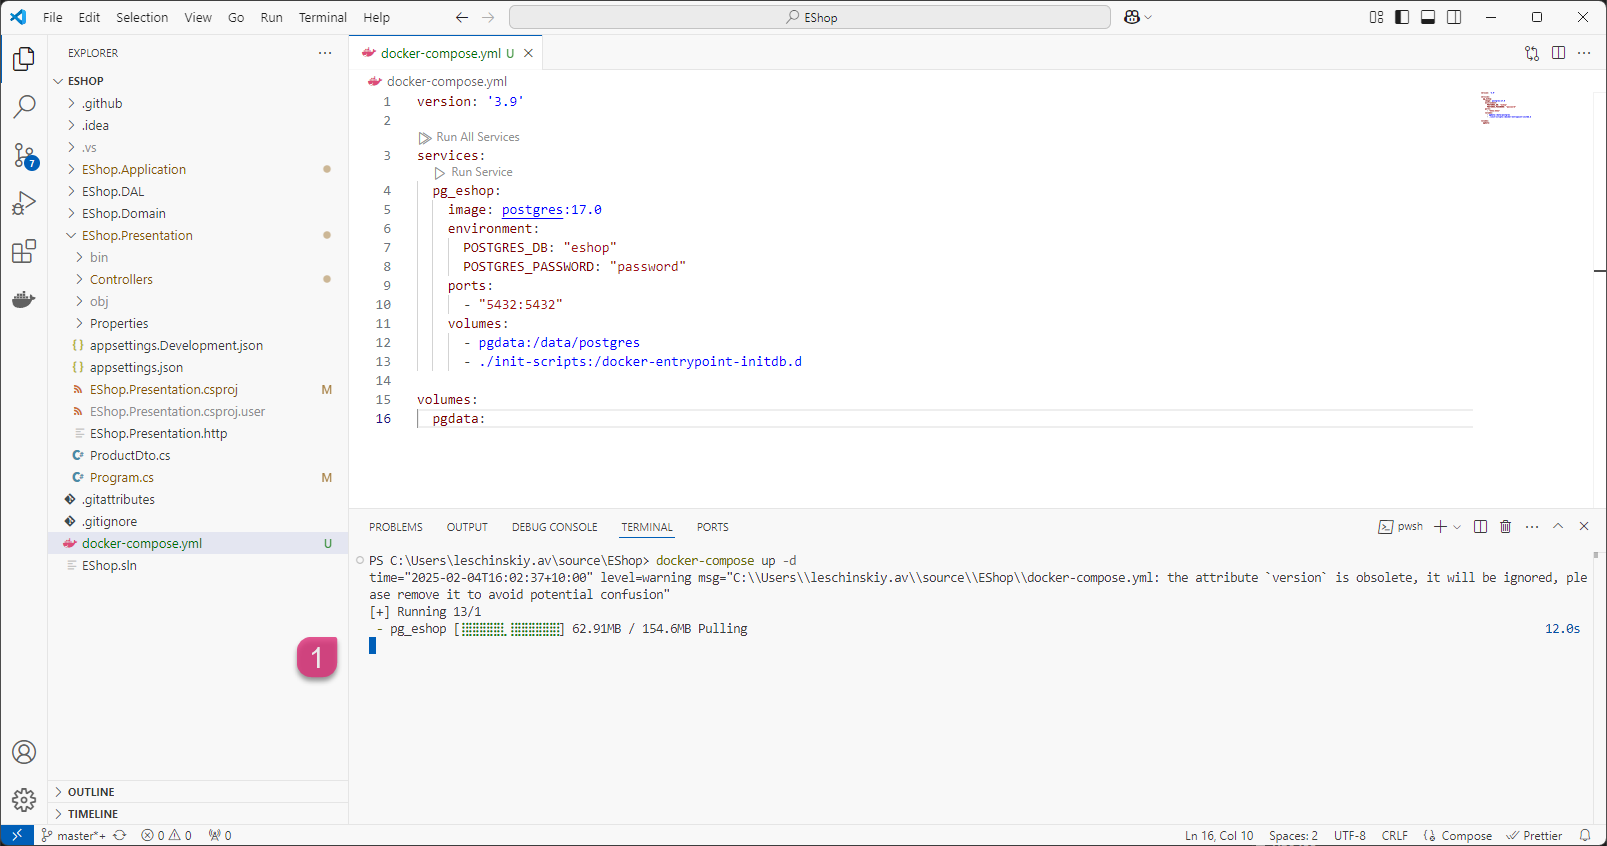 File Edit Selection View Go Run Terminal Help
EShop
EXPLORER
ESHOP
.github
.idea
.vs
EShop.Application
EShop.DAL
EShop.Domain
EShop.Presentation
bin
Controllers
obj
Properties
{} appsettings.Development.json
{} appsettings.json
EShop.Presentation.csproj M
EShop.Presentation.csproj.user
EShop.Presentation.http
C# ProductDto.cs
C# Program.cs M
.gitattributes
.gitignore
docker-compose.yml U
EShop.sln
7
1
OUTLINE
TIMELINE
docker-compose.yml U
docker-compose.yml
1 version: '3.9'
2
Run All Services
3 services:
Run Service
4 pg_eshop:
5 image: postgres:17.0
6 environment:
7 POSTGRES_DB: "eshop"
8 POSTGRES_PASSWORD: "password"
9 ports:
10 - "5432:5432"
11 volumes:
12 - pgdata:/data/postgres
13 - ./init-scripts:/docker-entrypoint-initdb.d
14
15 volumes:
16 pgdata:
PROBLEMS OUTPUT DEBUG CONSOLE TERMINAL PORTS
pwsh
PS C:\Users\leschinskiy.av\source\EShop> docker-compose up -d
time="2025-02-04T16:02:37+10:00" level=warning msg="C:\\Users\\leschinskiy.av\\source\\EShop\\docker-compose.yml: the attribute `version` is obsolete, it will be ignored, ple
ase remove it to avoid potential confusion"
[+] Running 13/1
- pg_eshop [⣿⣿⣿⣿⣿⣿⡀⣿⣿⣿⣿⣿⣿⣿] 62.91MB / 154.6MB Pulling 12.0s
master*+ 0 0 0
Ln 16, Col 10 Spaces: 2 UTF-8 CRLF Compose Prettier